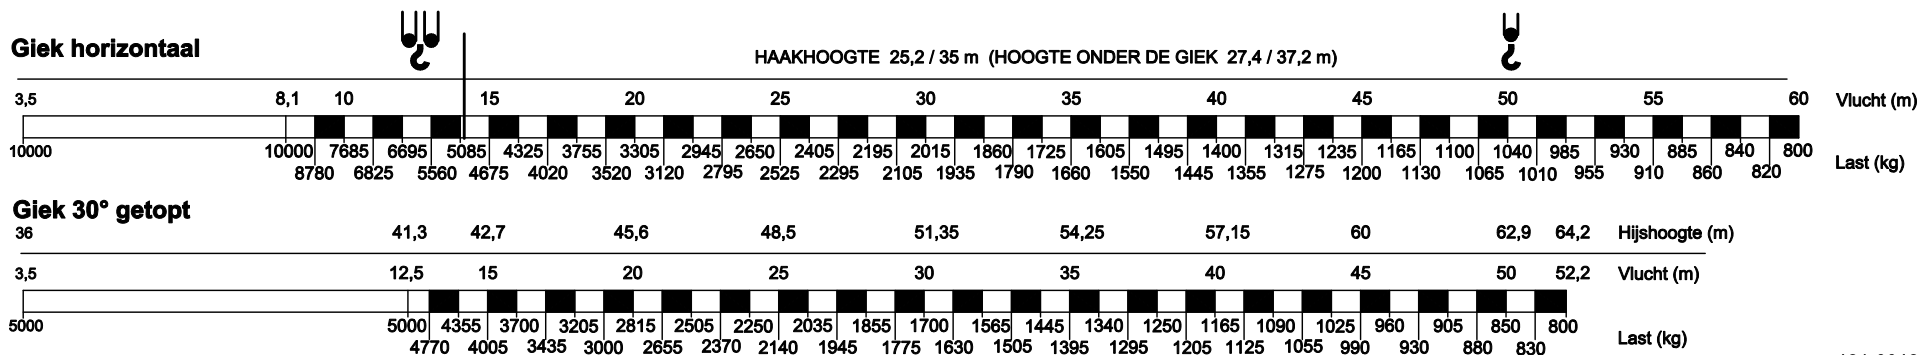 Giek horizontaal
HAAKHOOGTE 25,2 / 35 m (HOOGTE ONDER DE GIEK 27,4 / 37,2 m)
3,5 8,1 10 15 20 25 30 35 40 45 50 55 60 Vlucht (m)
10000 10000 7685 6695 5085 4325 3755 3305 2945 2650 2405 2195 2015 1860 1725 1605 1495 1400 1315 1235 1165 1100 1040 985 930 885 840 800
8780 6825 5560 4675 4020 3520 3120 2795 2525 2295 2105 1935 1790 1660 1550 1445 1355 1275 1200 1130 1065 1010 955 910 860 820 Last (kg)
Giek 30° getopt
36 41,3 42,7 45,6 48,5 51,35 54,25 57,15 60 62,9 64,2 Hijshoogte (m)
3,5 12,5 15 20 25 30 35 40 45 50 52,2 Vlucht (m)
5000 5000 4355 3700 3205 2815 2505 2250 2035 1855 1700 1565 1445 1340 1250 1165 1090 1025 960 905 850 800
4770 4005 3435 3000 2655 2370 2140 1945 1775 1630 1505 1395 1295 1205 1125 1055 990 930 880 830 Last (kg)